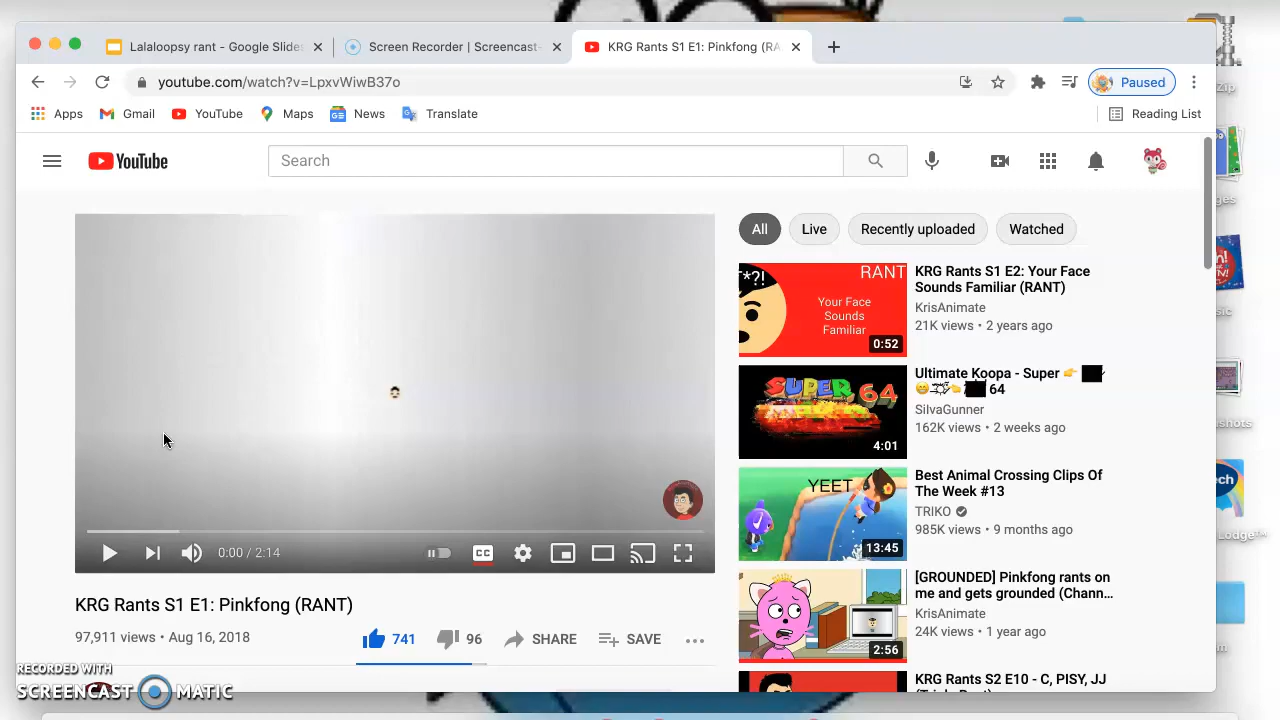 Lalaloopsy rant - Google Slides
Screen Recorder | Screencast-
KRG Rants S1 E1: Pinkfong (RA
Zip
youtube.com/watch?v=LpxvWiwB37o
Paused
Apps
Gmail
YouTube
Maps
News
Translate
Reading List
YouTube
Search
All
Live
Recently uploaded
Watched
T*?!
RANT
Your Face
Sounds
Familiar
0:52
KRG Rants S1 E2: Your Face
Sounds Familiar (RANT)
KrisAnimate
21K views • 2 years ago
SUPER
64
4:01
Ultimate Koopa - Super 👉
😁 64
SilvaGunner
162K views • 2 weeks ago
YEET
13:45
Best Animal Crossing Clips Of
The Week #13
TRIKO
985K views • 9 months ago
2:56
[GROUNDED] Pinkfong rants on
me and gets grounded (Chann...
KrisAnimate
24K views • 1 year ago
KRG Rants S2 E10 - C, PISY, JJ
0:00 / 2:14
CC
KRG Rants S1 E1: Pinkfong (RANT)
97,911 views • Aug 16, 2018
741
96
SHARE
SAVE
RECORDED WITH
SCREENCAST MATIC